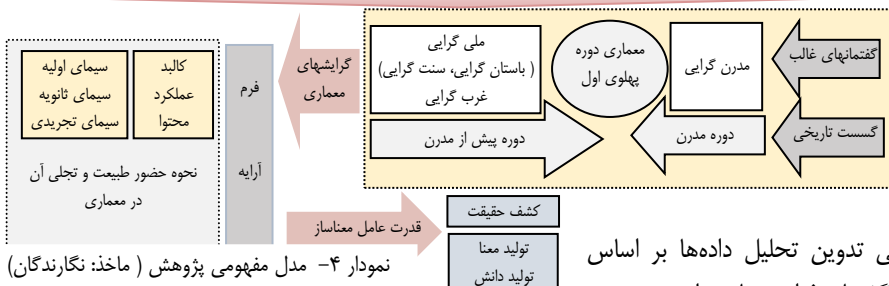 گفتمانهای غالب
مدرن گرایی
معماری دوره
پهلوی اول
ملی گرایی
( باستان گرایی، سنت گرایی)
غرب گرایی
گسست تاریخی
دوره مدرن
دوره پیش از مدرن
گرایشهای
معماری
فرم
آرایه
کالبد
عملکرد
محتوا
سیمای اولیه
سیمای ثانویه
سیمای تجریدی
نحوه حضور طبیعت و تجلی آن
در معماری
قدرت عامل معناساز
کشف حقیقت
تولید معنا
تولید دانش
نمودار ۴- مدل مفهومی پژوهش ( ماخذ: نگارندگان)
تدوین تحلیل داده‌ها بر اساس